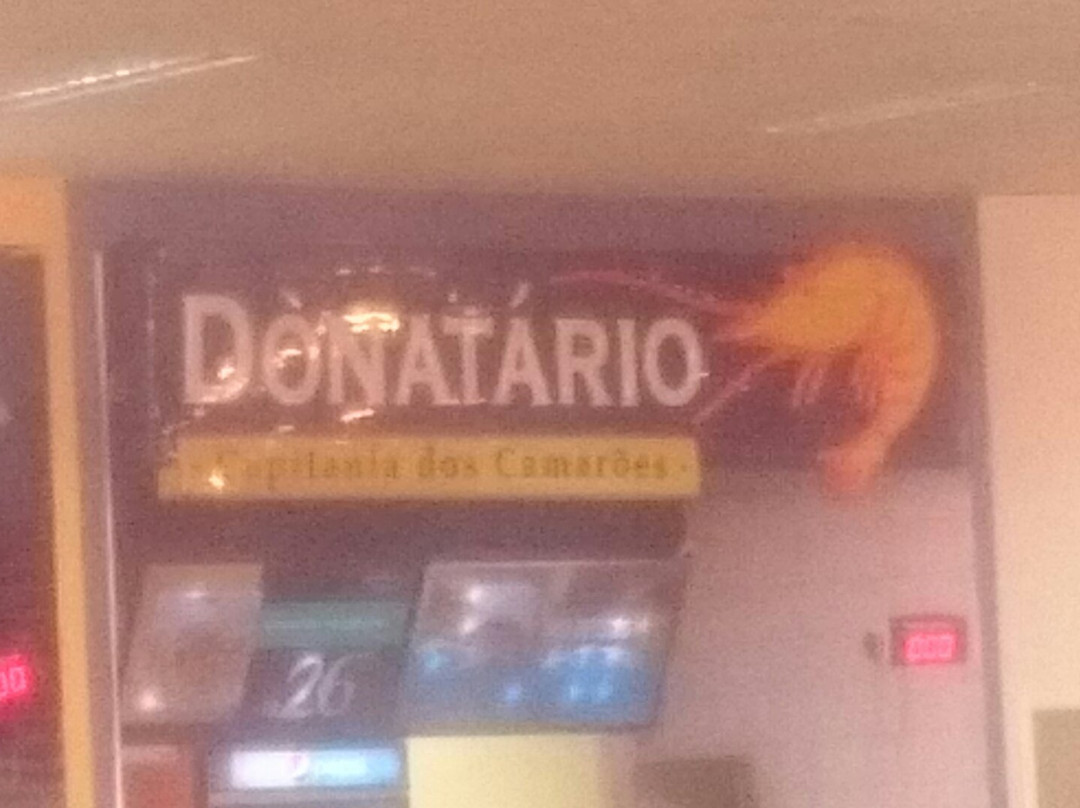 DONATÁRIO
Capitania dos Camarões
26